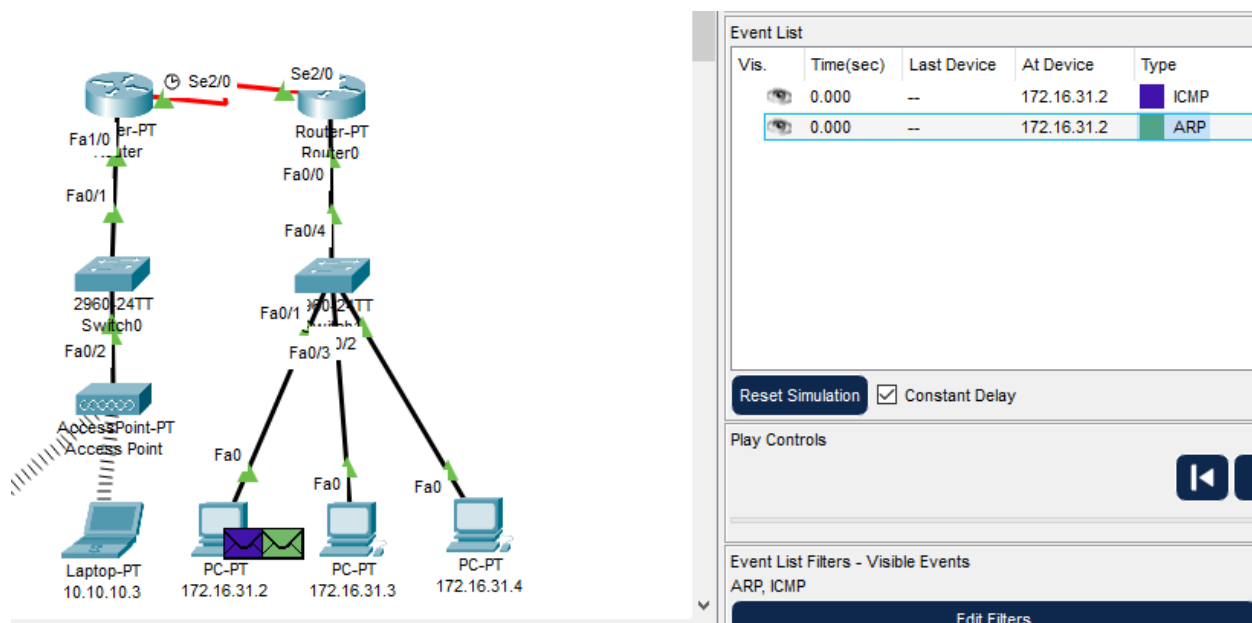 Se2/0
Se2/0
er-PT
Router-PT
Fa1/0
Router0
Fa0/0
Fa0/1
Fa0/4
2960-24TT
Switch0
Fa0/1
Fa0/2
Fa0/3
AccessPoint-PT
Access Point
Fa0
Fa0
Fa0
Laptop-PT
10.10.10.3
PC-PT
172.16.31.2
PC-PT
172.16.31.3
PC-PT
172.16.31.4
Event List
Vis. Time(sec) Last Device At Device Type
0.000 -- 172.16.31.2 ICMP
0.000 -- 172.16.31.2 ARP
Reset Simulation Constant Delay
Play Controls
Event List Filters - Visible Events
ARP, ICMP
Edit Filters